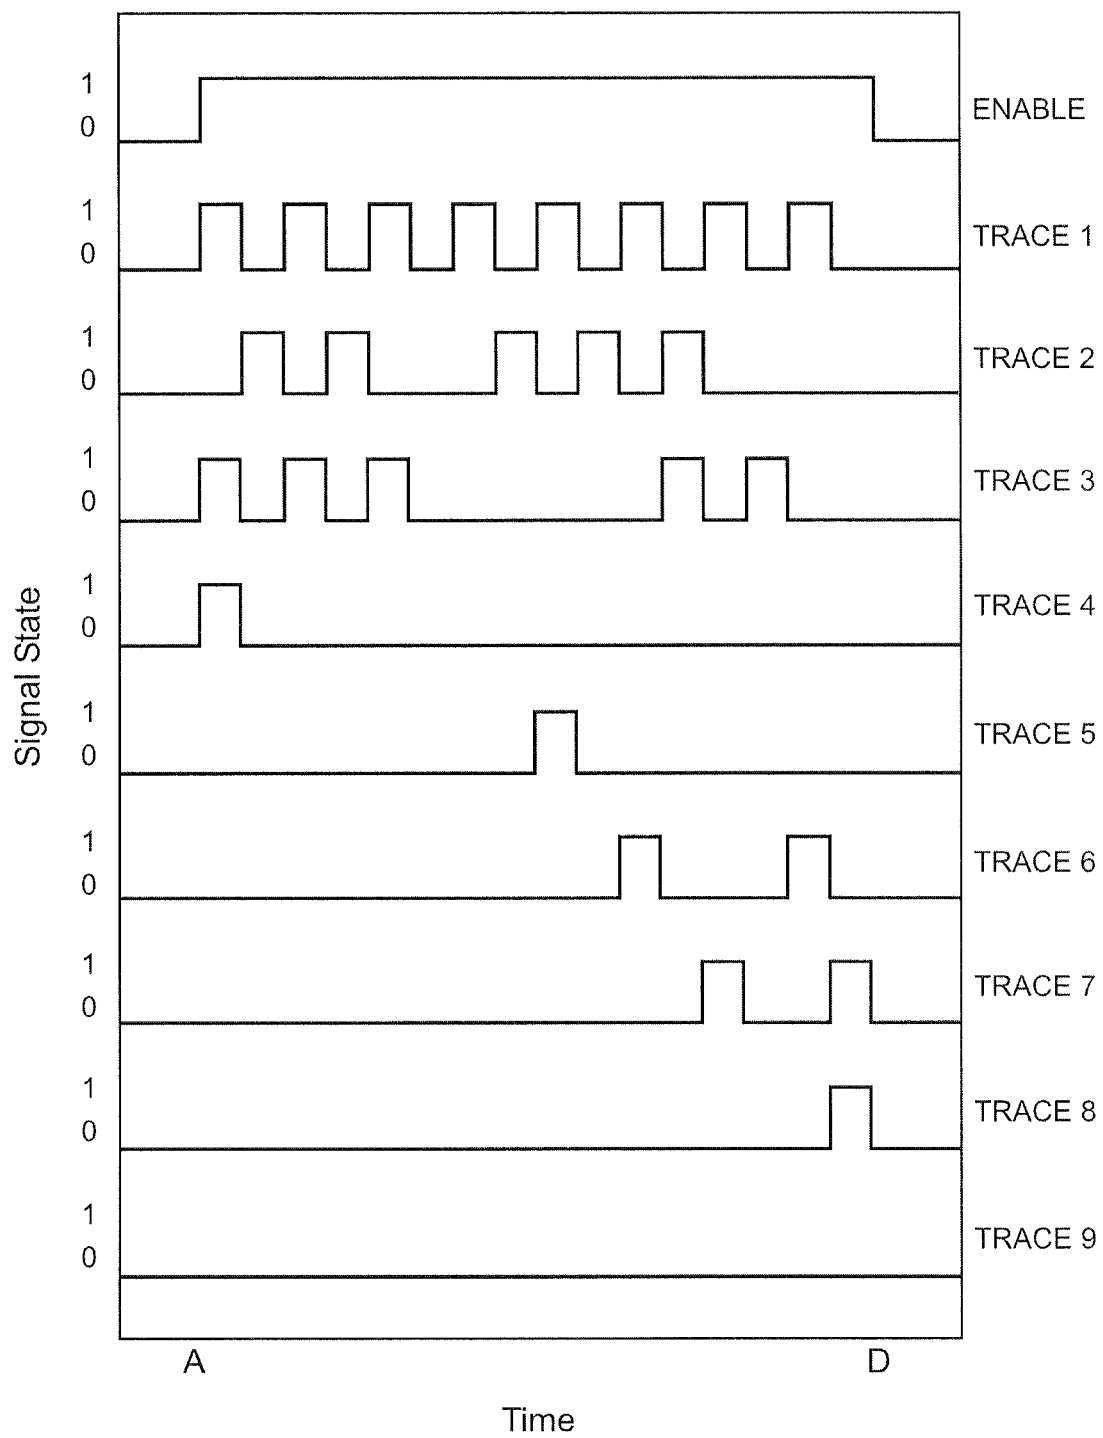 1
0
ENABLE
1
0
TRACE 1
1
0
TRACE 2
1
0
TRACE 3
1
0
TRACE 4
1
0
TRACE 5
1
0
TRACE 6
1
0
TRACE 7
1
0
TRACE 8
1
0
TRACE 9
Signal State
A
D
Time